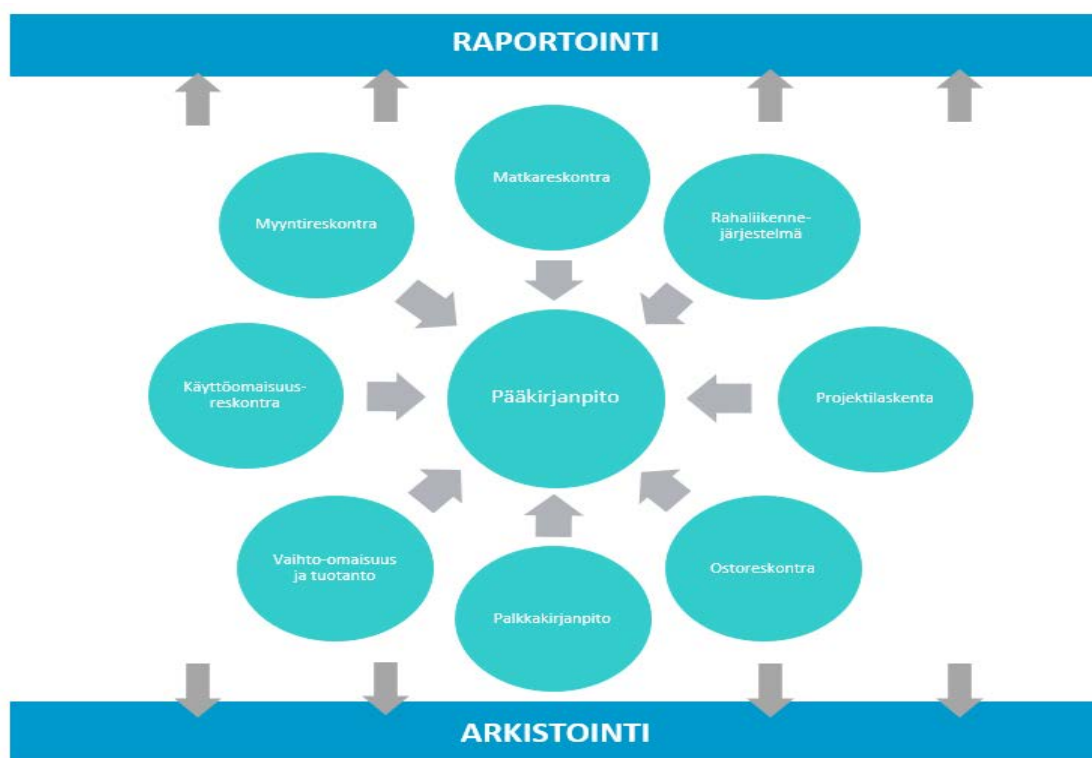 RAPORTOINTI
Matkareskontra
Myyntireskontra
Rahaliikenne-
järjestelmä
Käyttöomaisuus-
reskontra
Pääkirjanpito
Projektilaskenta
Vaihto-omaisuus
ja tuotanto
Ostoreskontra
Palkkakirjanpito
ARKISTOINTI